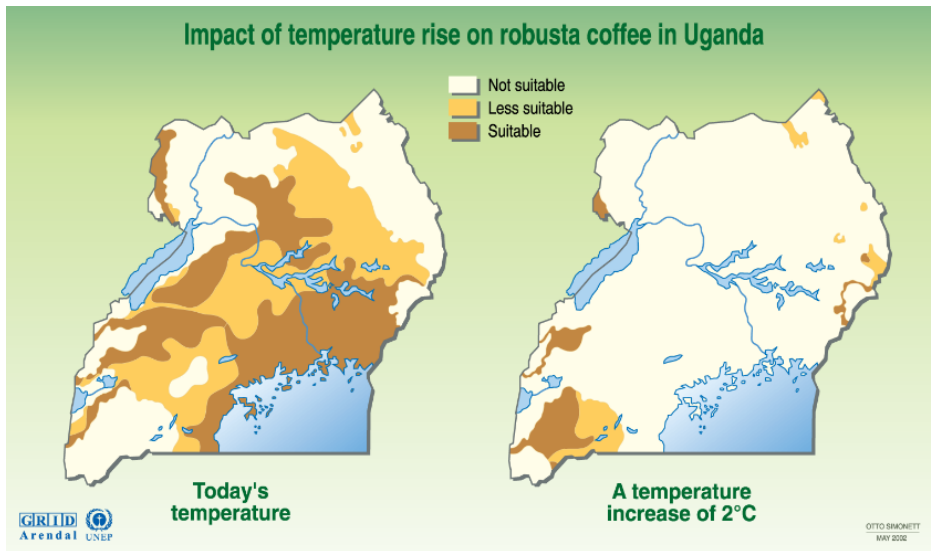 Impact of temperature rise on robusta coffee in Uganda
Not suitable
Less suitable
Suitable
Today's
temperature
A temperature
increase of 2°C
GRID
Arendal
UNEP
OTTO SIMONETT
MAY 2002